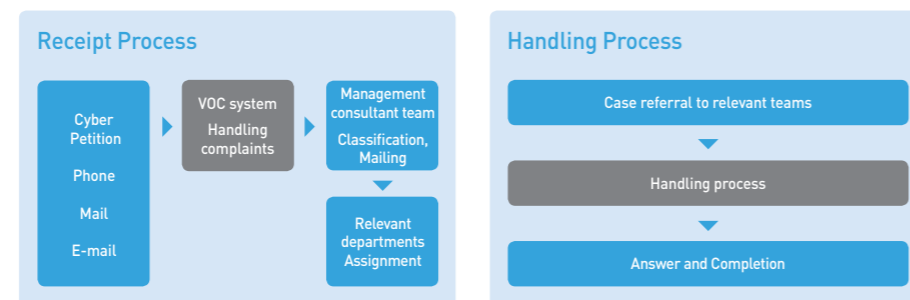 Receipt Process
Cyber
Petition
Phone
Mail
E-mail
VOC system
Handling
complaints
Management
consultant team
Classification,
Mailing
Relevant
departments
Assignment
Handling Process
Case referral to relevant teams
Handling process
Answer and Completion